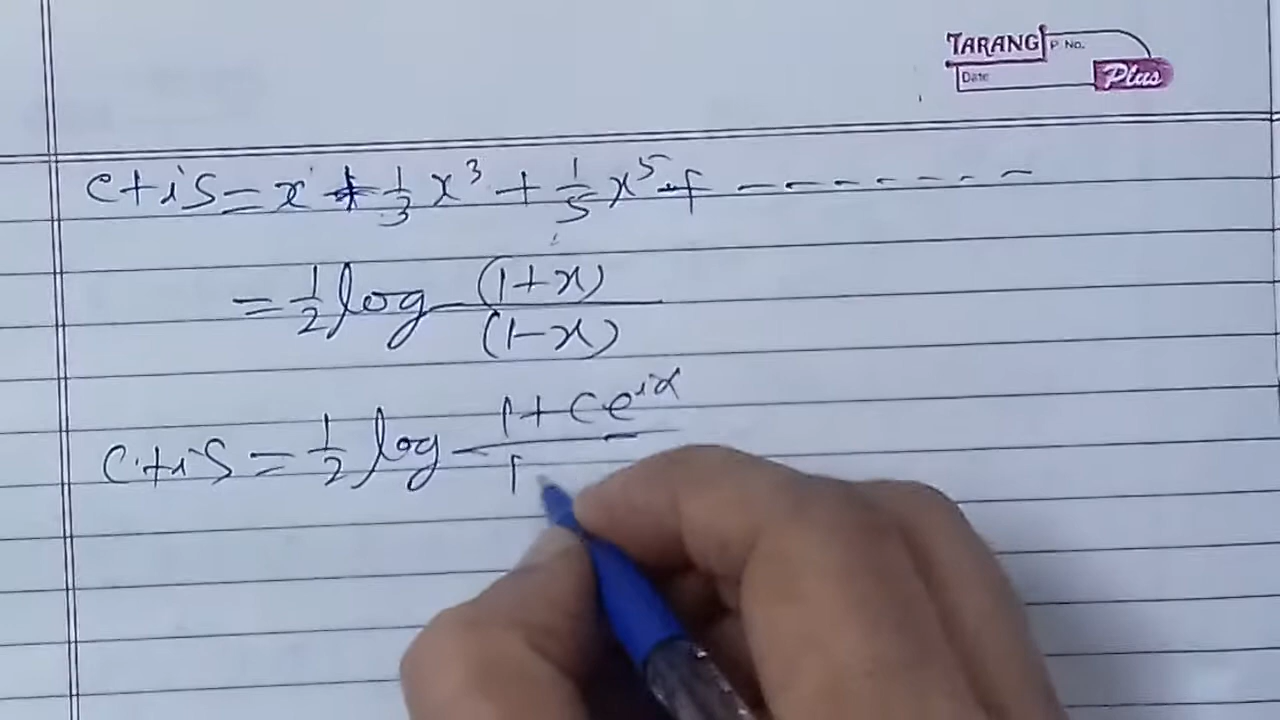 TARANG P. No.
Date Plus
C+iS = x + 1/3 x³ + 1/5 x⁵ + --------
= 1/2 log (1+x)/(1-x)
C+iS = 1/2 log 1+ce^{iα}/1